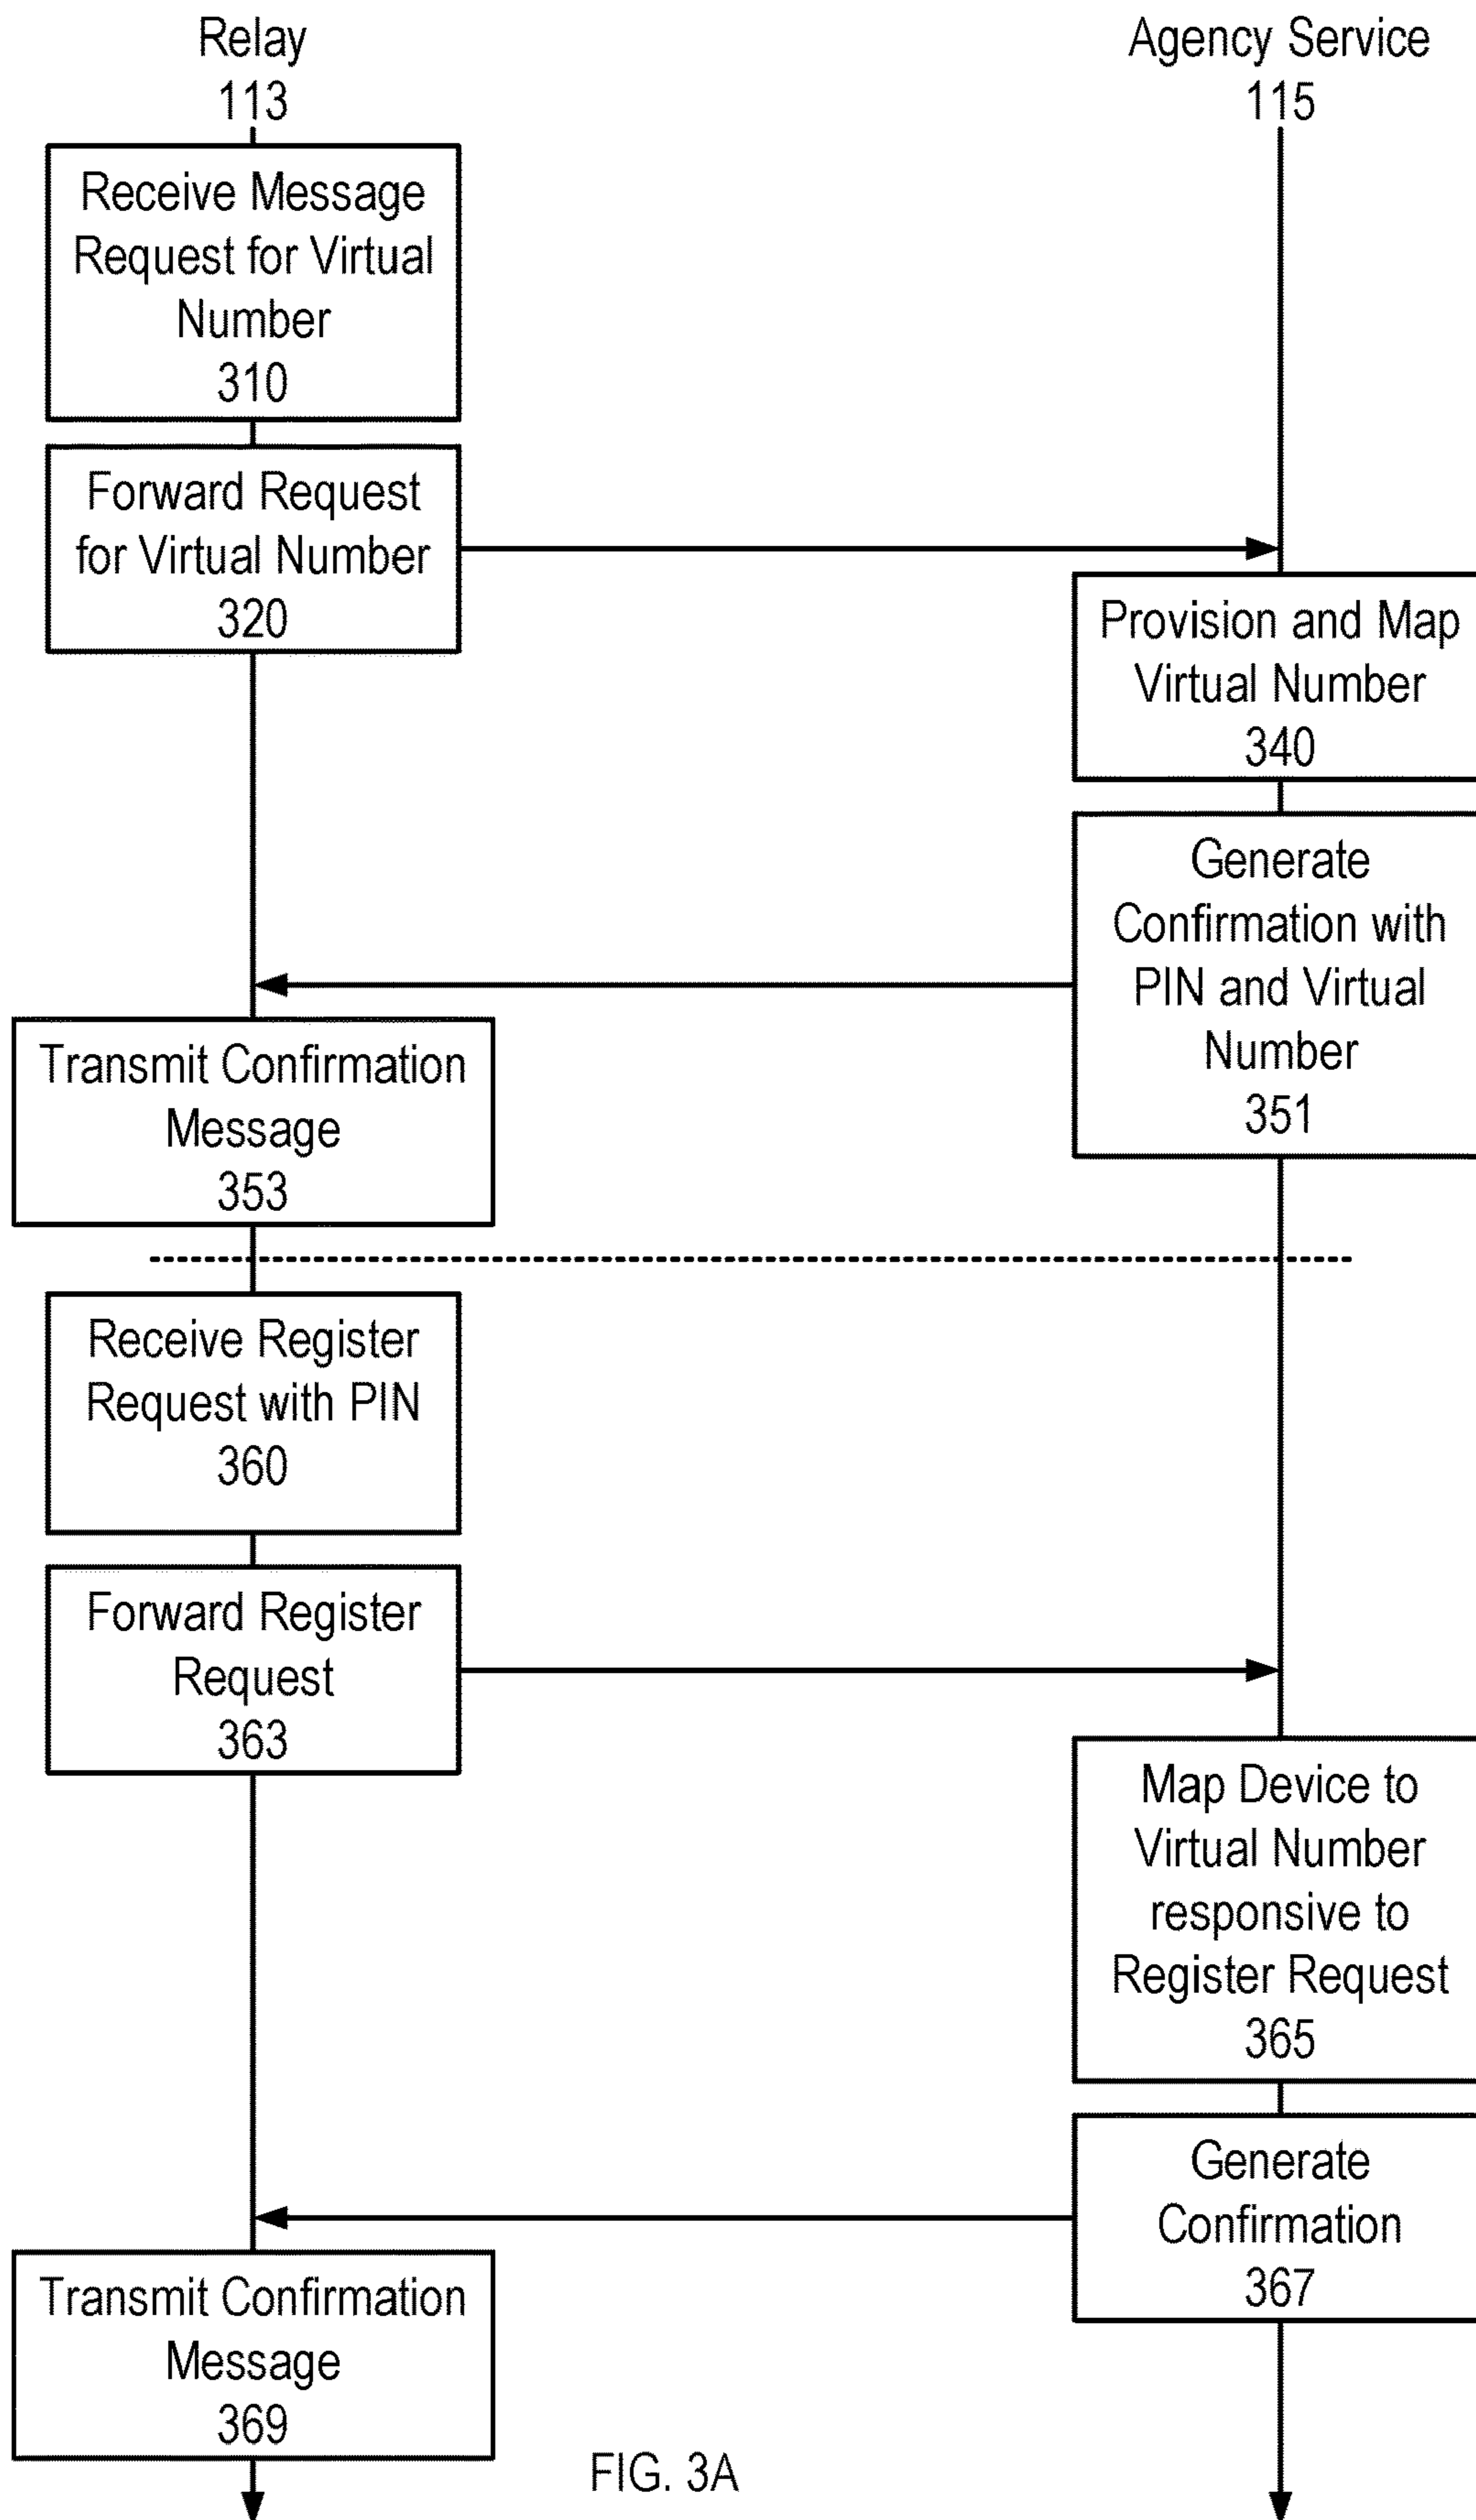 Relay
113
Agency Service
115
Receive Message
Request for Virtual
Number
310
Forward Request
for Virtual Number
320
Provision and Map
Virtual Number
340
Generate
Confirmation with
PIN and Virtual
Number
351
Transmit Confirmation
Message
353
Receive Register
Request with PIN
360
Forward Register
Request
363
Map Device to
Virtual Number
responsive to
Register Request
365
Generate
Confirmation
367
Transmit Confirmation
Message
369
FIG. 3A